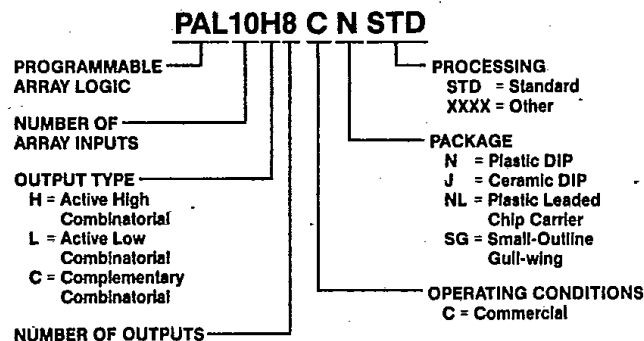 PAL10H8 C N STD
PROGRAMMABLE
ARRAY LOGIC
NUMBER OF
ARRAY INPUTS
OUTPUT TYPE
H = Active High
Combinatorial
L = Active Low
Combinatorial
C = Complementary
Combinatorial
NUMBER OF OUTPUTS
PROCESSING
STD = Standard
XXXX = Other
PACKAGE
N = Plastic DIP
J = Ceramic DIP
NL = Plastic Leaded
Chip Carrier
SG = Small-Outline
Gull-wing
OPERATING CONDITIONS
C = Commercial